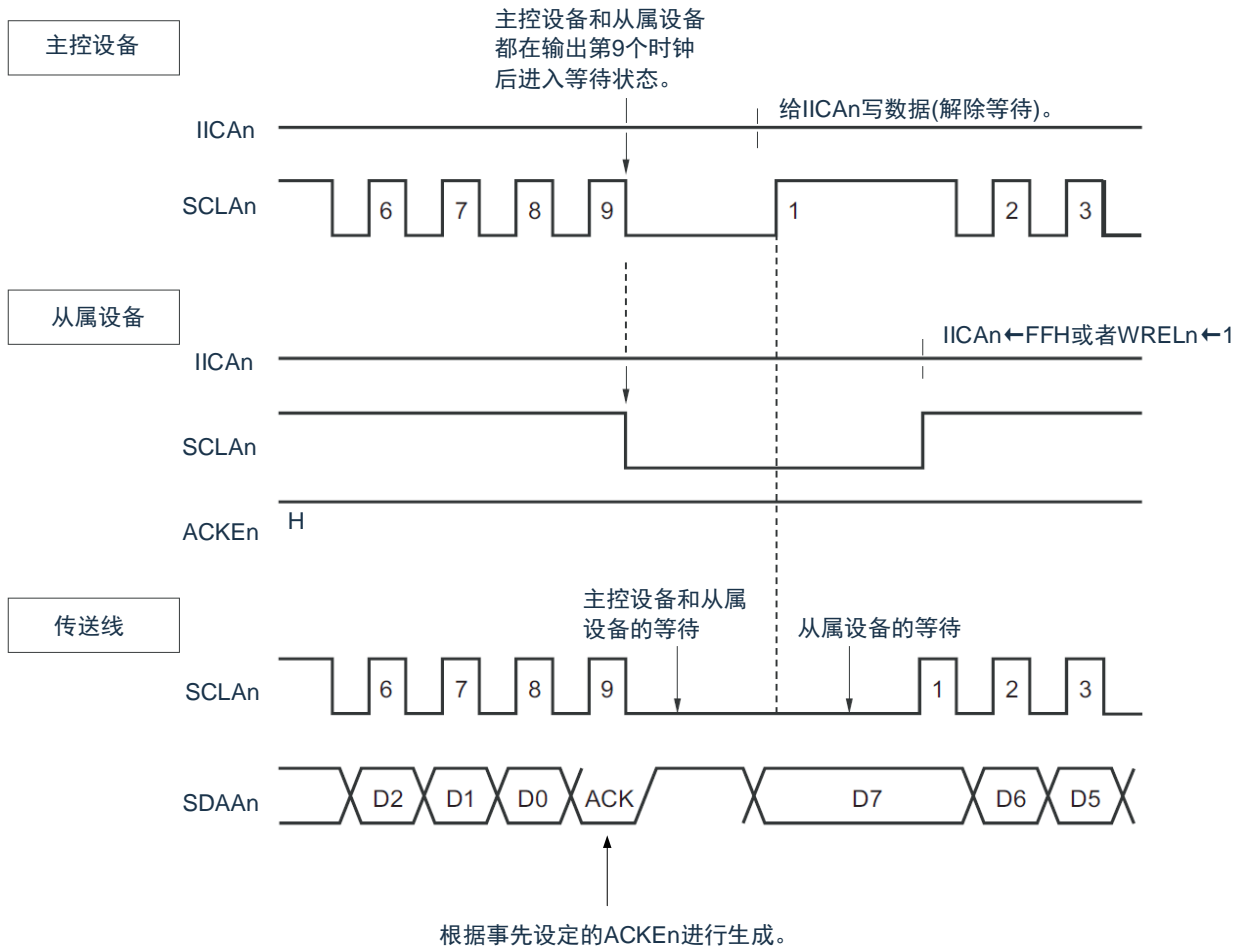 主控设备
主控设备和从属设备
都在输出第9个时钟
后进入等待状态。
给IICAn写数据(解除等待)。
IICAn
SCLAn
6 7 8 9 1 2 3
从属设备
IICAn←FFH或者WRELn←1
IICAn
SCLAn
H
ACKEn
传送线
主控设备和从属
设备的等待
从属设备的等待
SCLAn
6 7 8 9 1 2 3
SDAAn
D2 D1 D0 ACK D7 D6 D5
根据事先设定的ACKEn进行生成。